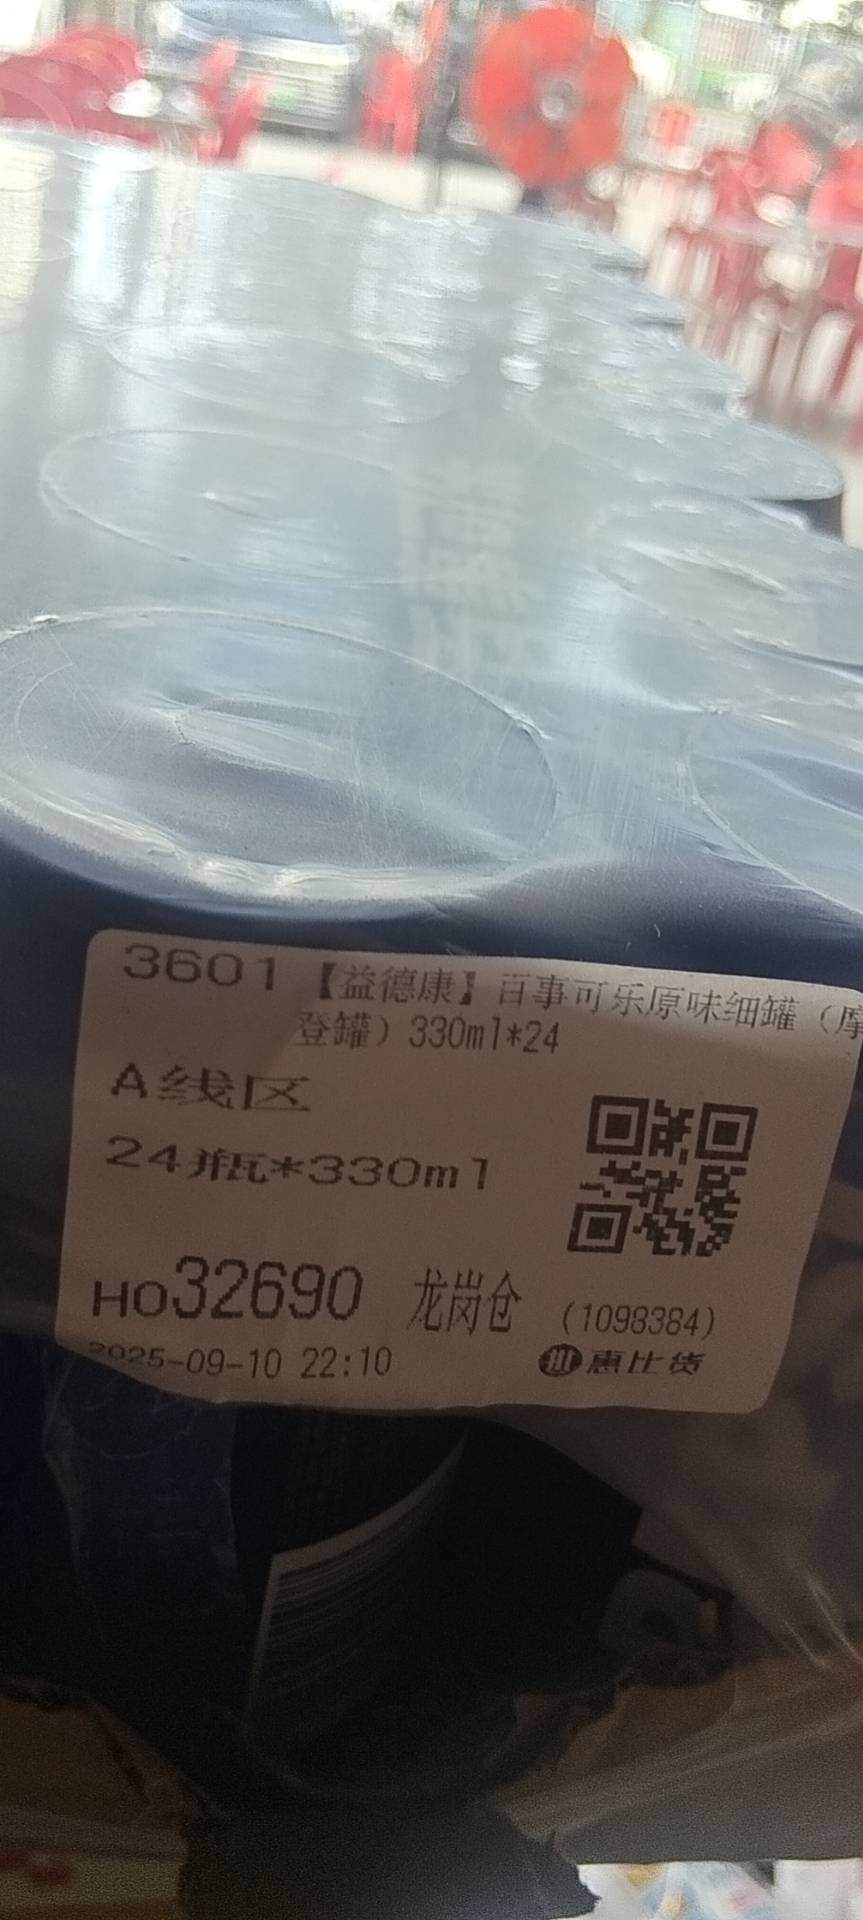 3601【益德康】百事可乐原味细罐（摩
登罐）330ml*24
A线区
24瓶*330ml
HO32690 龙岗仓 (1098384)
2025-09-10 22:10 惠比货